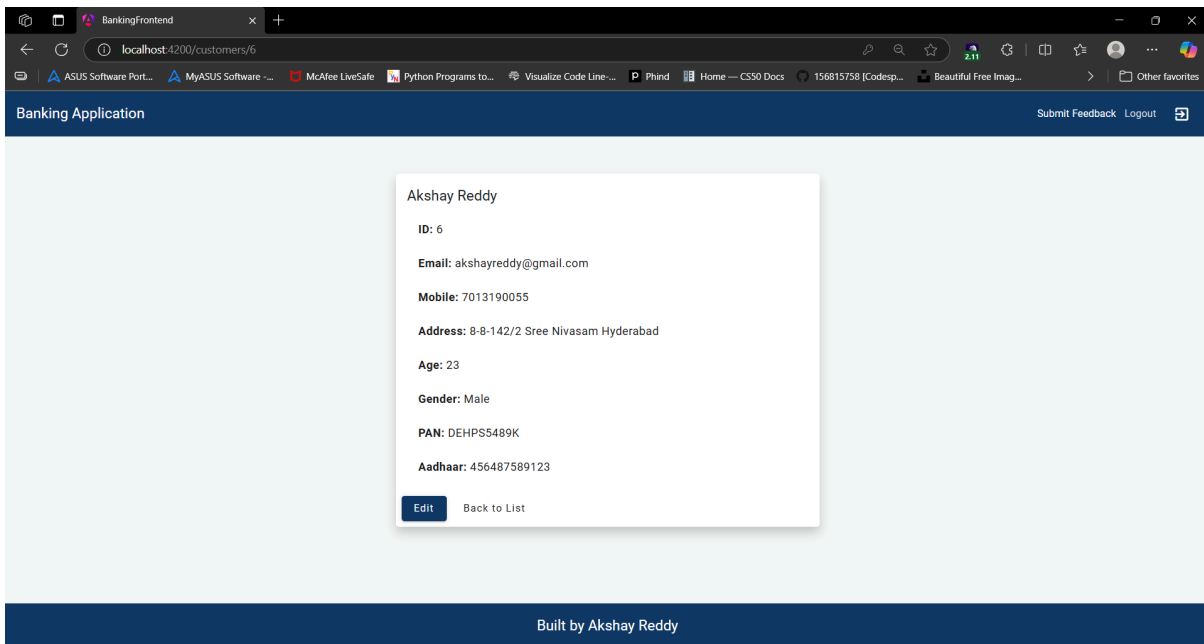 BankingFrontend
localhost:4200/customers/6
2.11
ASUS Software Port...
MyASUS Software -...
McAfee LiveSafe
Python Programs to...
Visualize Code Line-...
Phind
Home — CS50 Docs
156815758 [Codesp...
Beautiful Free Imag...
Other favorites
Banking Application
Submit Feedback
Logout
Akshay Reddy
ID: 6
Email: akshayreddy@gmail.com
Mobile: 7013190055
Address: 8-8-142/2 Sree Nivasam Hyderabad
Age: 23
Gender: Male
PAN: DEHPS5489K
Aadhaar: 456487589123
Edit
Back to List
Built by Akshay Reddy